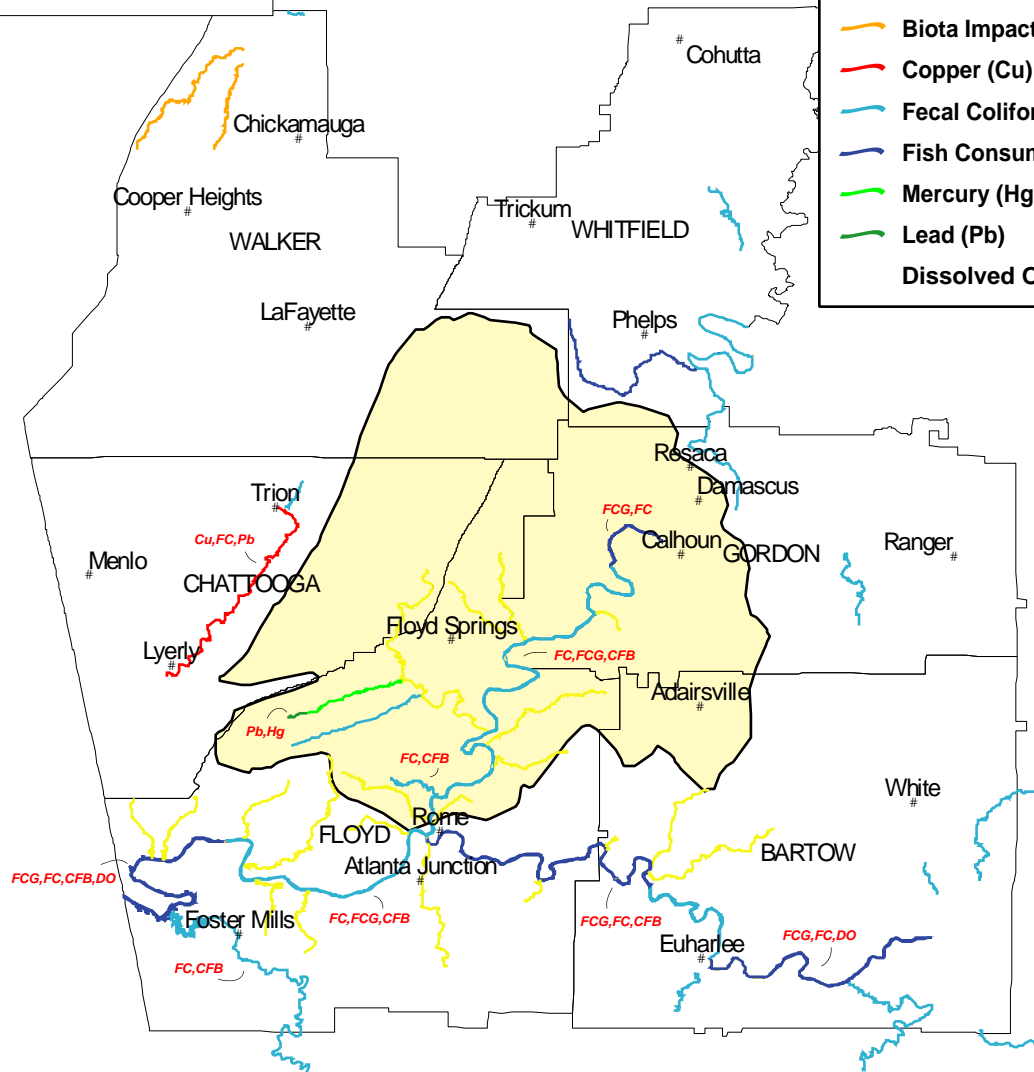 Biota Impact
Copper (Cu)
Fecal Colifor
Fish Consum
Mercury (Hg
Lead (Pb)
Dissolved O
Cohutta
Chickamauga
Cooper Heights
Trickum
WHITFIELD
WALKER
LaFayette
Phelps
Resaca
Trion
Damascus
FCG,FC
Cu,FC,Pb
Calhoun
GORDON
Ranger
Menlo
CHATTOOGA
Floyd Springs
Lyerly
FC,FCG,CFB
Adairsville
Pb,Hg
FC,CFB
White
Rome
FLOYD
Atlanta Junction
BARTOW
FCG,FC,CFB,DO
Foster Mills
FC,FCG,CFB
FCG,FC,CFB
Euharlee
FCG,FC,DO
FC,CFB